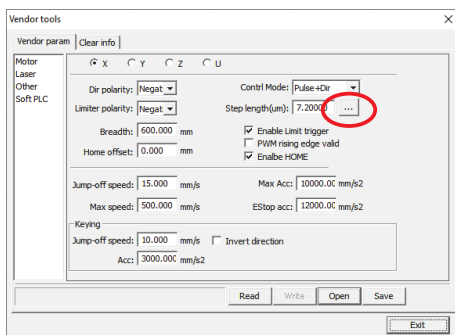 Vendor tools
Vendor param Clear info
Motor
Laser
Other
Soft PLC
X Y Z U
Dir polarity: Negat Contrl Mode: Pulse+Dir
Limiter polarity: Negat Step length(um): 7.20000 ...
Breadth: 600.000 mm Enable Limit trigger
PWM rising edge valid
Home offset: 0.000 mm Enalbe HOME
Jump-off speed: 15.000 mm/s Max Acc: 10000.00 mm/s2
Max speed: 500.000 mm/s EStop acc: 12000.00 mm/s2
Keying
Jump-off speed: 10.000 mm/s Invert direction
Acc: 3000.000 mm/s2
Read Write Open Save
Exit